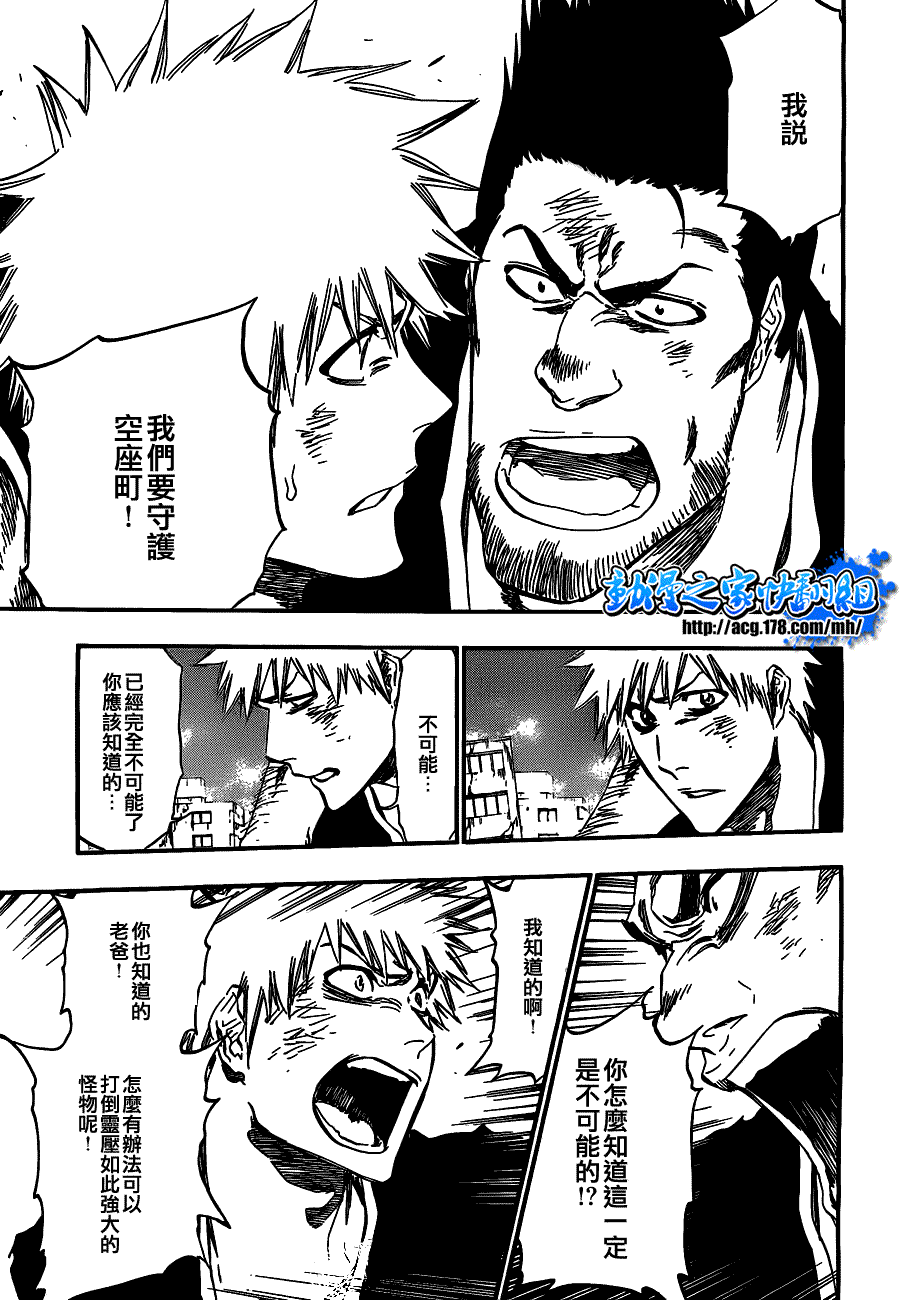 我説
我們要守護
空座町！
動漫之家快翻組
http://acg.178.com/mh/
不可能…
已經完全不可能了
你應該知道的…
你怎麼知道這一定
是不可能的!?
我知道的啊！
你也知道的
老爸！
怎麼有辦法可以
打倒靈壓如此強大的
怪物呢！